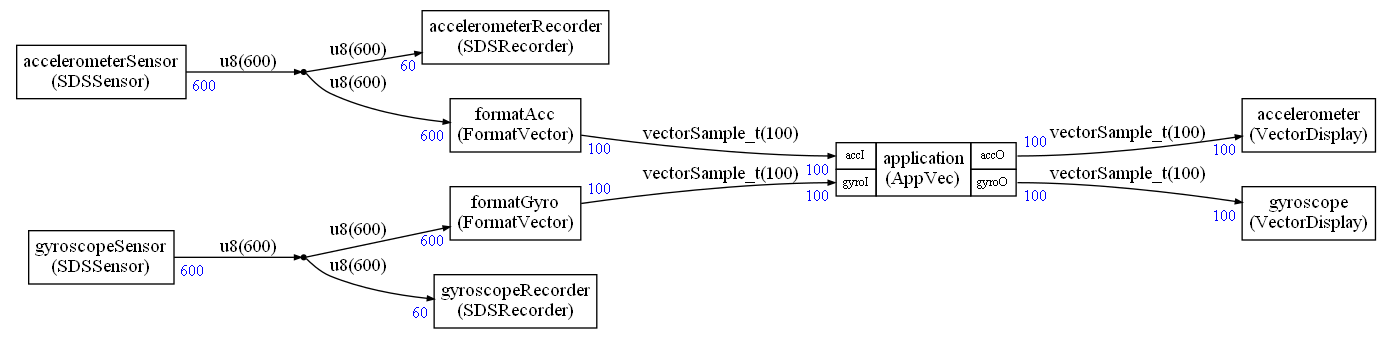 accelerometerSensor
(SDSSensor)
600
u8(600)
u8(600)
60
accelerometerRecorder
(SDSRecorder)
u8(600)
600
formatAcc
(FormatVector)
100
vectorSample_t(100)
100
gyroscopeSensor
(SDSSensor)
600
u8(600)
u8(600)
600
formatGyro
(FormatVector)
100
vectorSample_t(100)
100
u8(600)
60
gyroscopeRecorder
(SDSRecorder)
accI
gyroI
application
(AppVec)
accO
gyroO
100
vectorSample_t(100)
100
accelerometer
(VectorDisplay)
100
vectorSample_t(100)
100
gyroscope
(VectorDisplay)